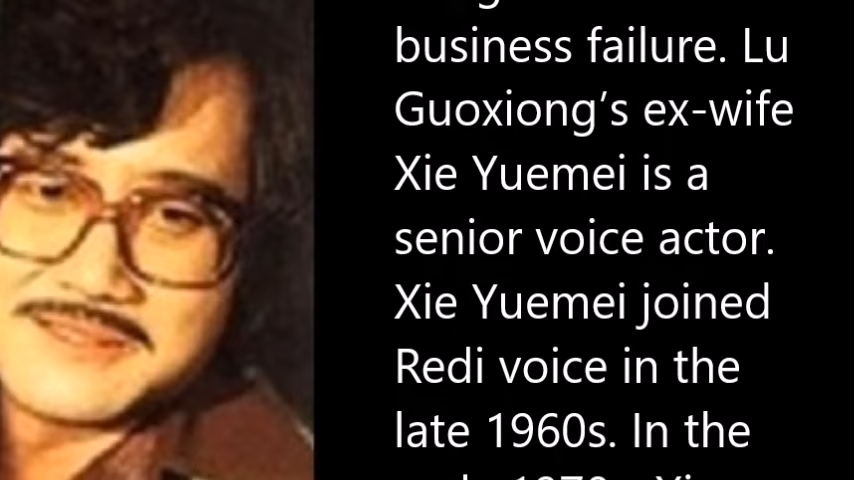 business failure. Lu
Guoxiong’s ex-wife
Xie Yuemei is a
senior voice actor.
Xie Yuemei joined
Redi voice in the
late 1960s. In the